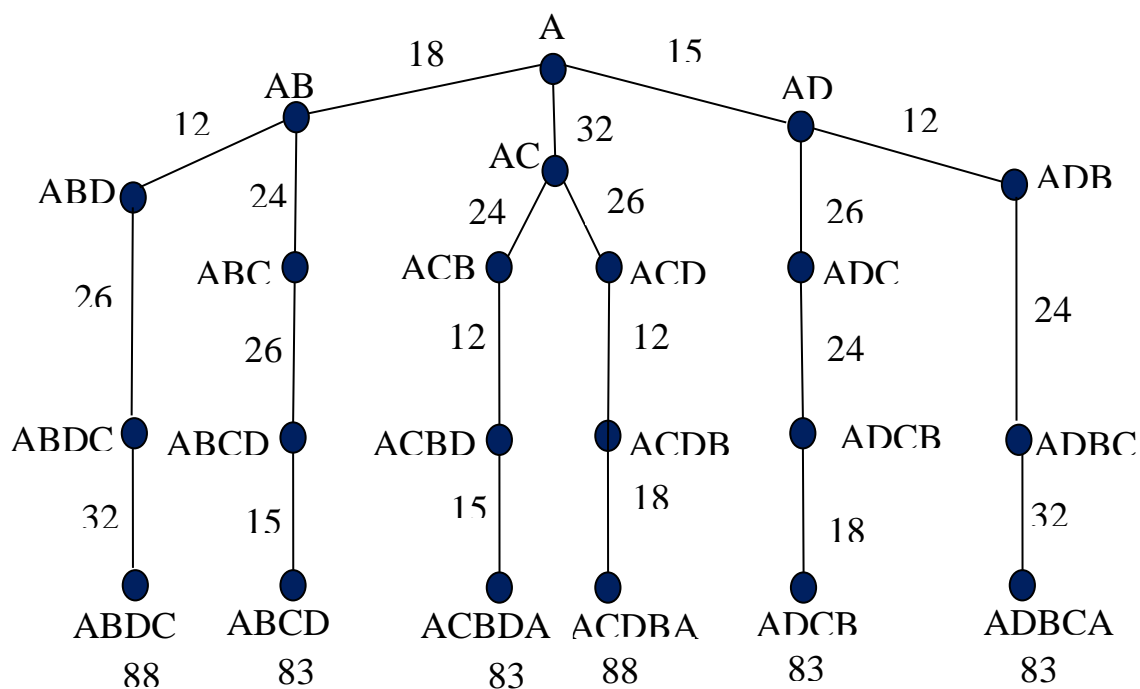 A
18
15
AB
AD
12
32
12
AC
ABD
ADB
24
24
26
26
ABC
ACB
ACD
ADC
26
24
26
12
12
24
ABDC
ABCD
ACBD
ACDB
ADCB
ADBC
32
15
15
18
18
32
ABDC
ABCD
ACBDA
ACDBA
ADCB
ADBCA
88
83
83
88
83
83